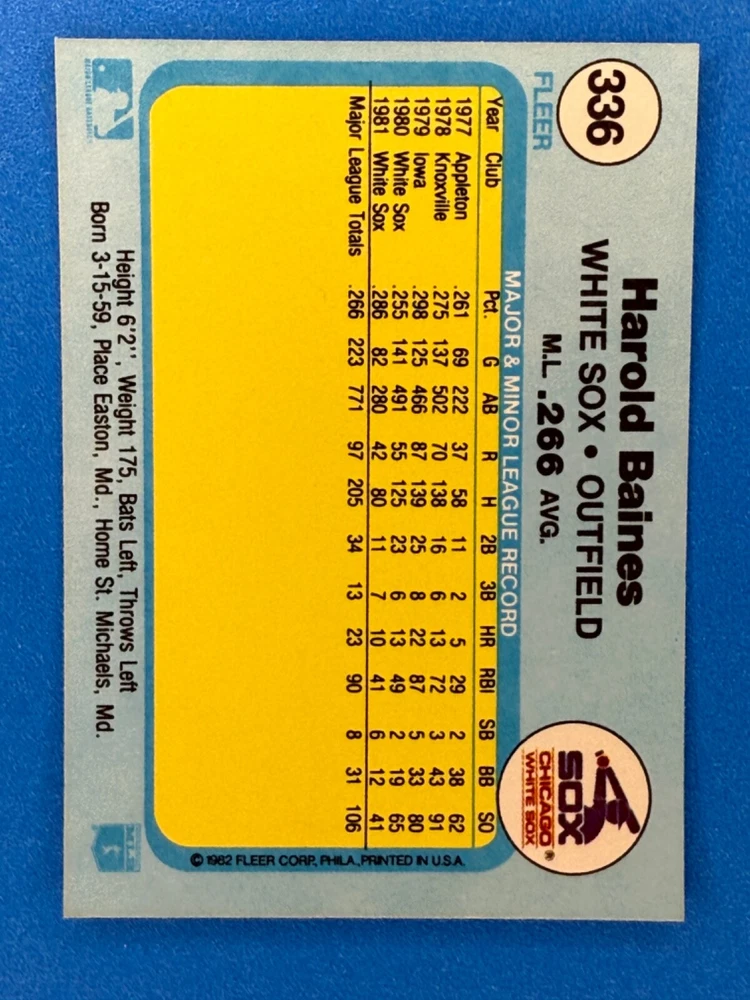 336
FLEER
Harold Baines
WHITE SOX • OUTFIELD
M.L. .266 AVG.
SOX
CHICAGO®
WHITE SOX
MAJOR & MINOR LEAGUE RECORD
Year Club Pct. G AB R H 2B 3B HR RBI SB BB SO
1977 Appleton .261 69 222 37 58 11 2 5 29 2 38 62
1978 Knoxville .275 137 502 70 138 16 6 13 72 3 43 91
1979 Iowa .298 125 466 87 139 25 8 22 87 5 33 80
1980 White Sox .255 141 491 55 125 23 6 13 49 2 19 65
1981 White Sox .286 82 280 42 80 11 7 10 41 6 12 41
Major League Totals .266 223 771 97 205 34 13 23 90 8 31 106
© 1982 FLEER CORP., PHILA., PRINTED IN U.S.A.
Height 6'2", Weight 175, Bats Left, Throws Left
Born 3-15-59, Place Easton, Md., Home St. Michaels, Md.
MAJOR LEAGUE BASEBALL